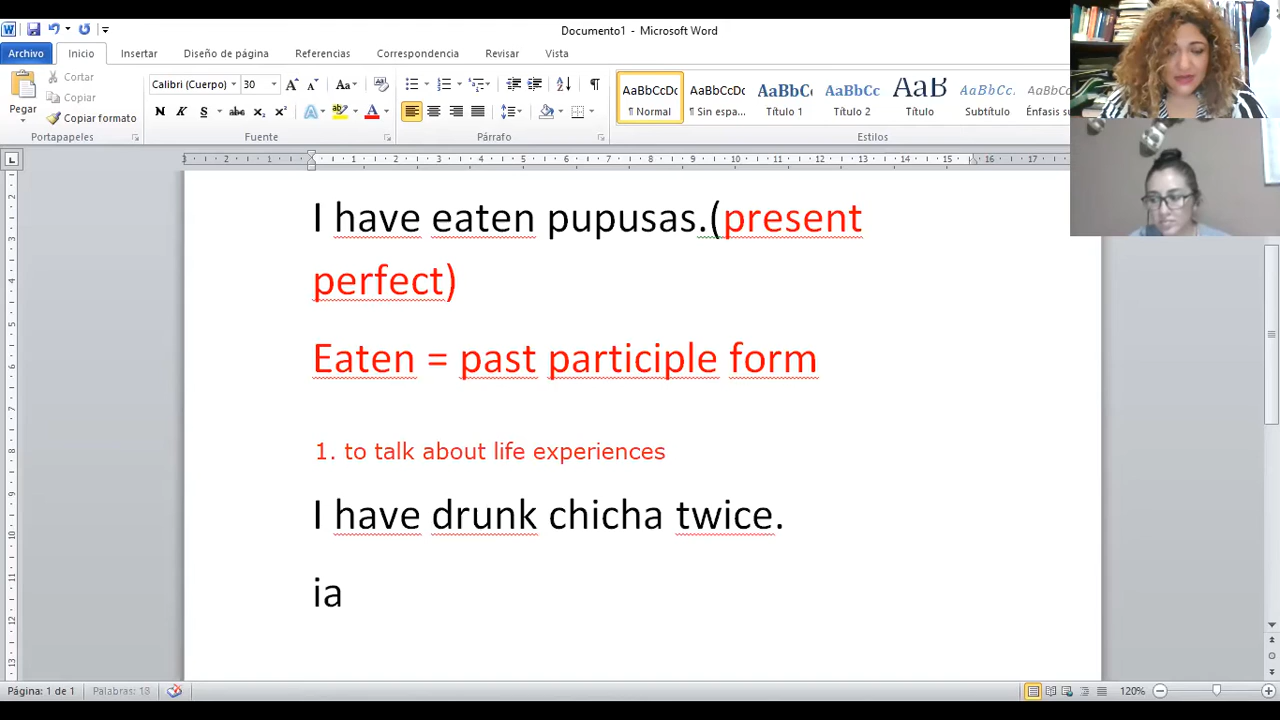 Documento1 - Microsoft Word
Archivo Inicio Insertar Diseño de página Referencias Correspondencia Revisar Vista
Pegar
Cortar
Copiar
Copiar formato
Calibri (Cuerpo) 30
AaBbCcDc AaBbCcDc AaBbCc AaBbCc AaB AaBbCc. AaBbCcDc
¶ Normal ¶ Sin espa... Título 1 Título 2 Título Subtítulo Énfasis su
Portapapeles Fuente Párrafo Estilos
I have eaten pupusas.(present
perfect)
Eaten = past participle form
1. to talk about life experiences
I have drunk chicha twice.
ia
Página: 1 de 1 Palabras: 18 120%